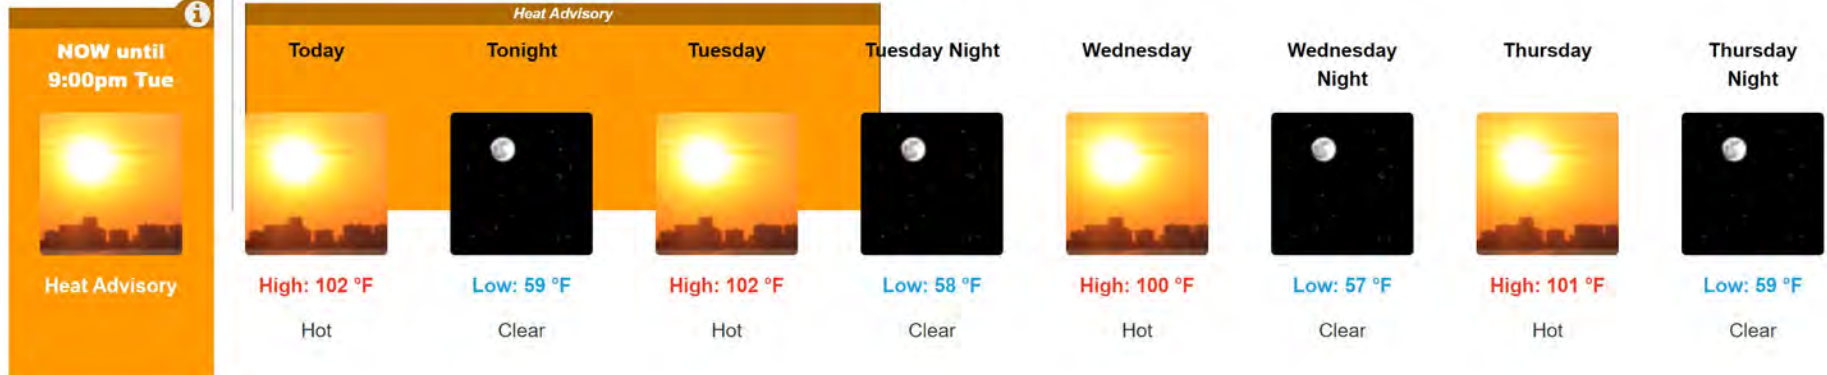 Heat Advisory
NOW until
9:00pm Tue
Heat Advisory
Today
High: 102 °F
Hot
Tonight
Low: 59 °F
Clear
Tuesday
High: 102 °F
Hot
Tuesday Night
Low: 58 °F
Clear
Wednesday
High: 100 °F
Hot
Wednesday
Night
Low: 57 °F
Clear
Thursday
High: 101 °F
Hot
Thursday
Night
Low: 59 °F
Clear